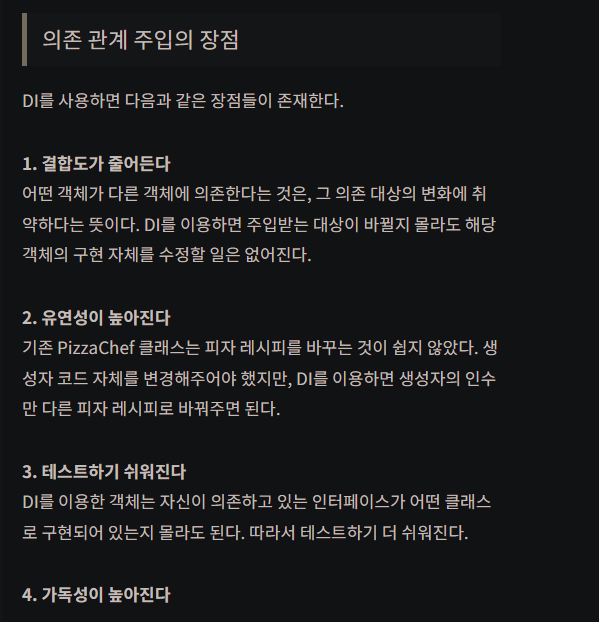 의존 관계 주입의 장점
DI를 사용하면 다음과 같은 장점들이 존재한다.
1. 결합도가 줄어든다
어떤 객체가 다른 객체에 의존한다는 것은, 그 의존 대상의 변화에 취
약하다는 뜻이다. DI를 이용하면 주입받는 대상이 바뀔지 몰라도 해당
객체의 구현 자체를 수정할 일은 없어진다.
2. 유연성이 높아진다
기존 PizzaChef 클래스는 피자 레시피를 바꾸는 것이 쉽지 않았다. 생
성자 코드 자체를 변경해주어야 했지만, DI를 이용하면 생성자의 인수
만 다른 피자 레시피로 바꿔주면 된다.
3. 테스트하기 쉬워진다
DI를 이용한 객체는 자신이 의존하고 있는 인터페이스가 어떤 클래스
로 구현되어 있는지 몰라도 된다. 따라서 테스트하기 더 쉬워진다.
4. 가독성이 높아진다